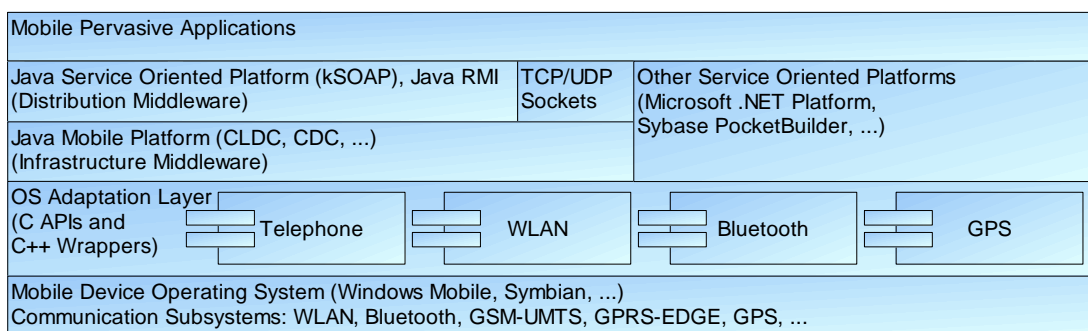 Mobile Pervasive Applications
Java Service Oriented Platform (kSOAP), Java RMI
(Distribution Middleware)
TCP/UDP
Sockets
Other Service Oriented Platforms
(Microsoft .NET Platform,
Sybase PocketBuilder, ...)
Java Mobile Platform (CLDC, CDC, ...)
(Infrastructure Middleware)
OS Adaptation Layer
(C APIs and
C++ Wrappers)
Telephone
WLAN
Bluetooth
GPS
Mobile Device Operating System (Windows Mobile, Symbian, ...)
Communication Subsystems: WLAN, Bluetooth, GSM-UMTS, GPRS-EDGE, GPS, ...